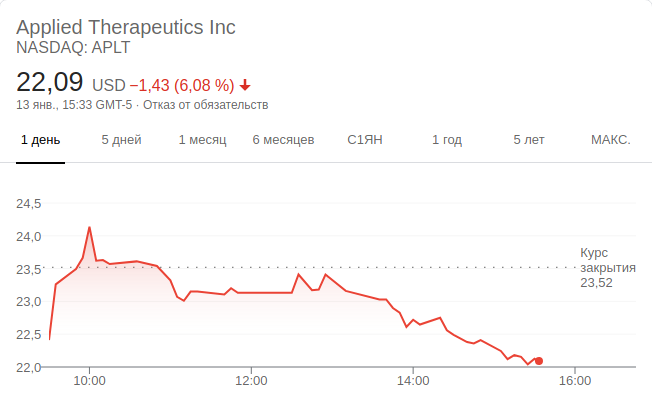 Applied Therapeutics Inc
NASDAQ: APLT
22,09 USD −1,43 (6,08 %)
13 янв., 15:33 GMT-5 · Отказ от обязательств
1 день 5 дней 1 месяц 6 месяцев С1ЯН 1 год 5 лет МАКС.
24,5
24,0
23,5
23,0
22,5
22,0
Курс
закрытия
23,52
10:00 12:00 14:00 16:00